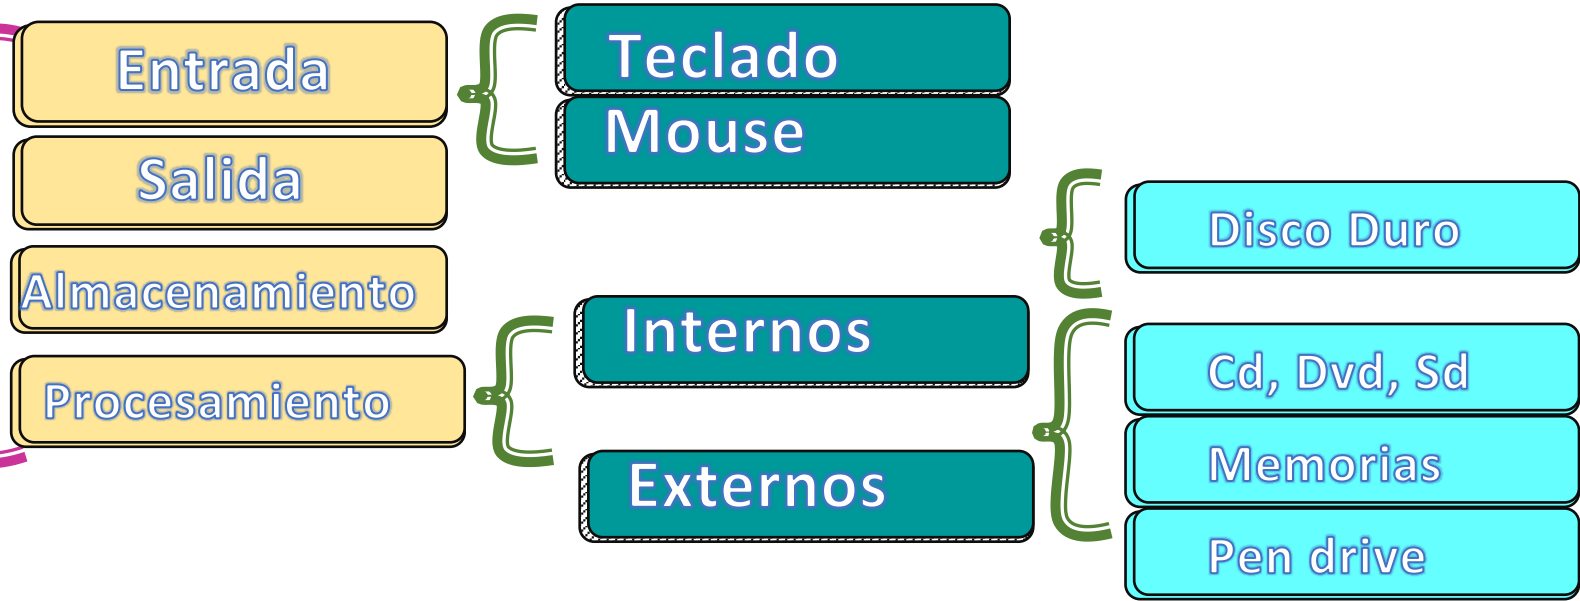 Entrada
Teclado
Mouse
Salida
Almacenamiento
Procesamiento
Internos
Disco Duro
Externos
Cd, Dvd, Sd
Memorias
Pen drive